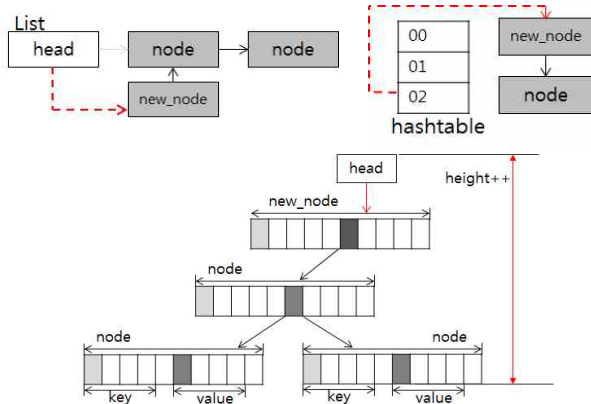 List
head
node
node
new_node
00
01
02
hashtable
new_node
node
head
height++
new_node
node
node
node
key
value
key
value